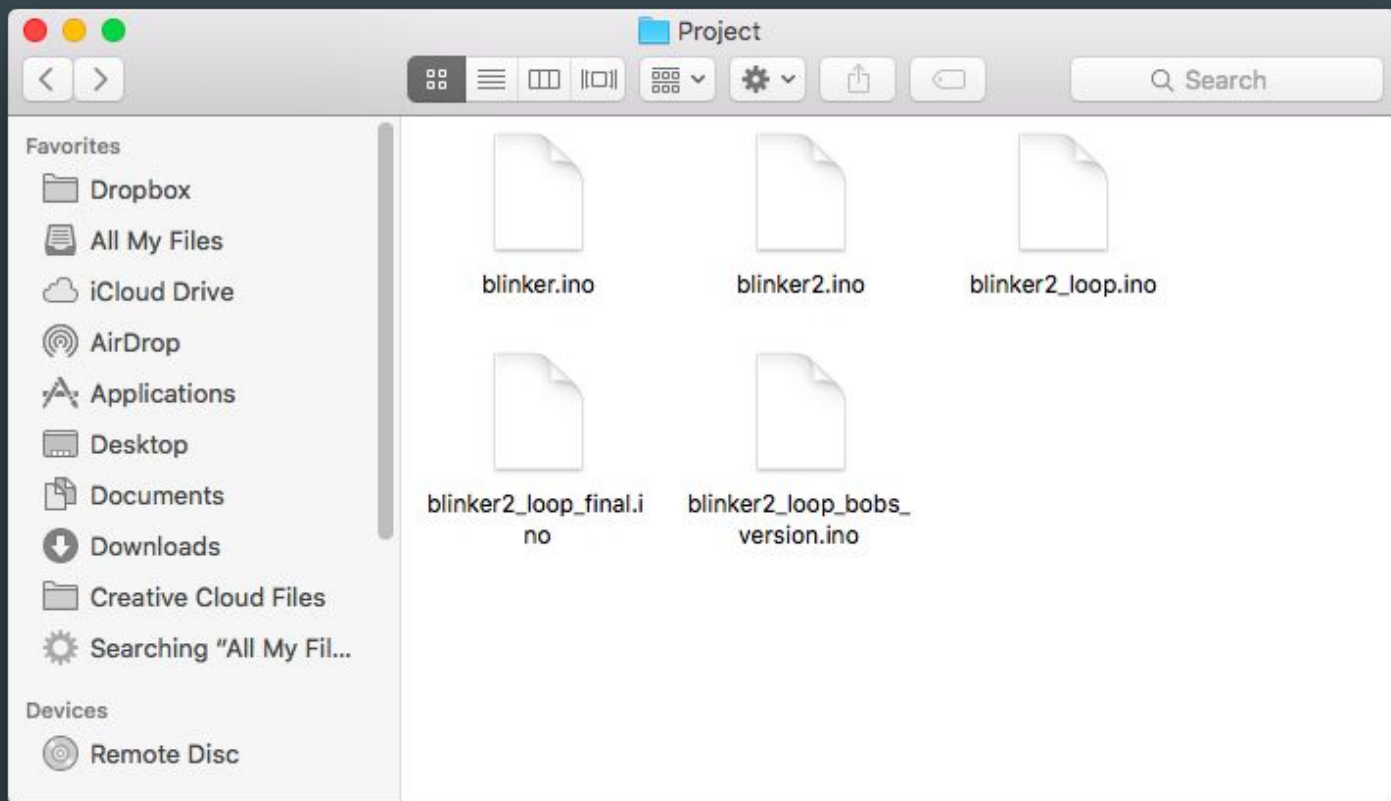 Project
Search
Favorites
Dropbox
All My Files
iCloud Drive
AirDrop
Applications
Desktop
Documents
Downloads
Creative Cloud Files
Searching “All My Fil...
Devices
Remote Disc
blinker.ino
blinker2.ino
blinker2_loop.ino
blinker2_loop_final.i
no
blinker2_loop_bobs_
version.ino